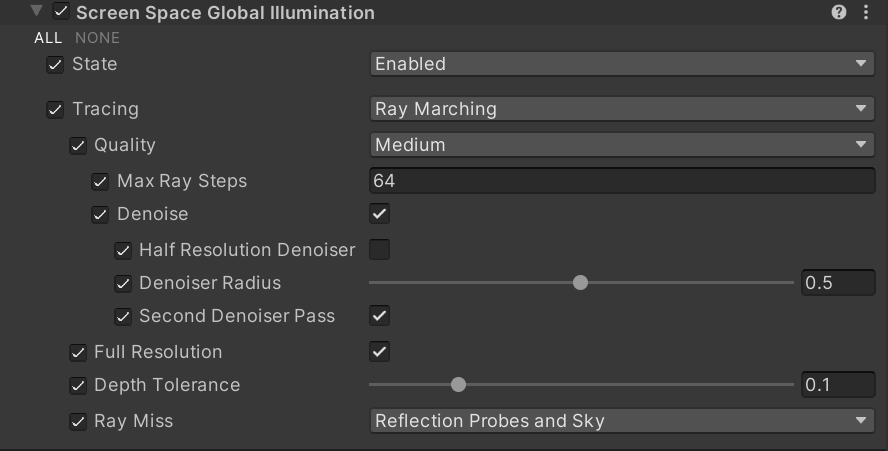 Screen Space Global Illumination
ALL NONE
State Enabled
Tracing Ray Marching
Quality Medium
Max Ray Steps 64
Denoise
Half Resolution Denoiser
Denoiser Radius 0.5
Second Denoiser Pass
Full Resolution
Depth Tolerance 0.1
Ray Miss Reflection Probes and Sky